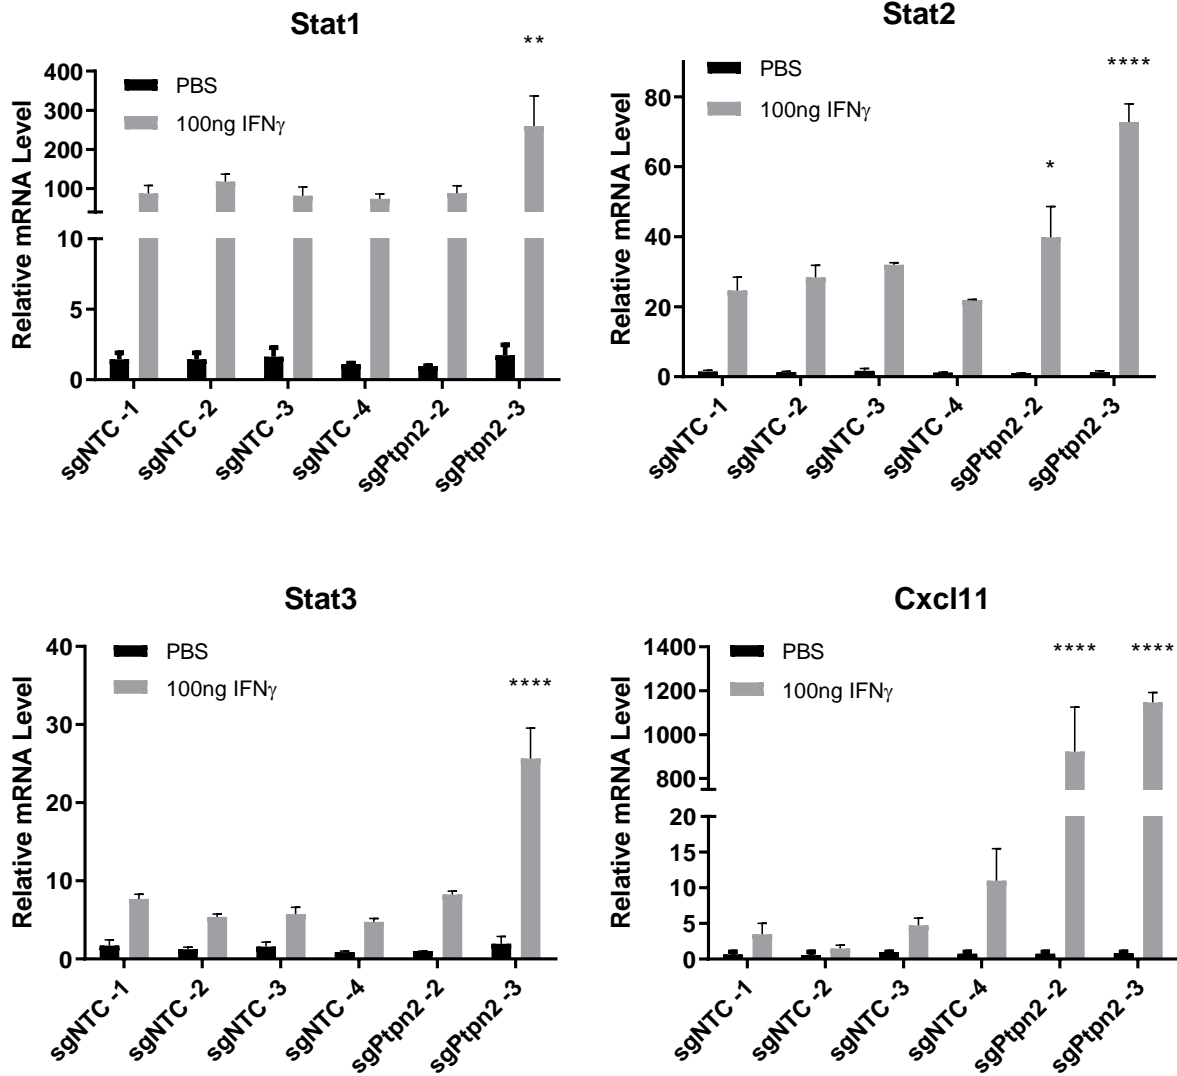 Stat1
**
Relative mRNA Level
400
300
200
100
10
5
0
PBS
100ng IFNγ
sgNTC -1
sgNTC -2
sgNTC -3
sgNTC -4
sgPtpn2 -2
sgPtpn2 -3
Stat2
*
****
Relative mRNA Level
80
60
40
20
0
PBS
100ng IFNγ
sgNTC -1
sgNTC -2
sgNTC -3
sgNTC -4
sgPtpn2 -2
sgPtpn2 -3
Stat3
****
Relative mRNA Level
40
30
20
10
0
PBS
100ng IFNγ
sgNTC -1
sgNTC -2
sgNTC -3
sgNTC -4
sgPtpn2 -2
sgPtpn2 -3
Cxcl11
****
****
Relative mRNA Level
1400
1200
1000
800
20
15
10
5
0
PBS
100ng IFNγ
sgNTC -1
sgNTC -2
sgNTC -3
sgNTC -4
sgPtpn2 -2
sgPtpn2 -3